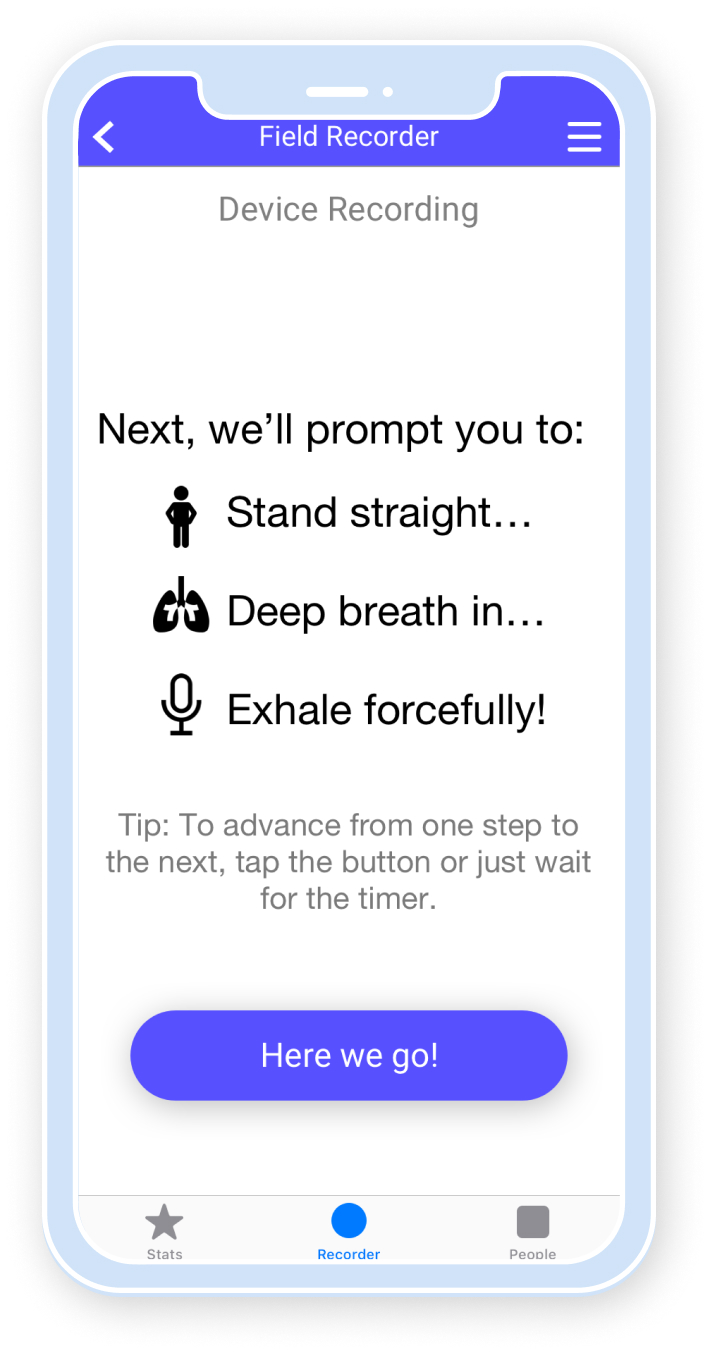 Field Recorder
Device Recording
Next, we’ll prompt you to:
Stand straight...
Deep breath in...
Exhale forcefully!
Tip: To advance from one step to
the next, tap the button or just wait
for the timer.
Here we go!
Stats
Recorder
People